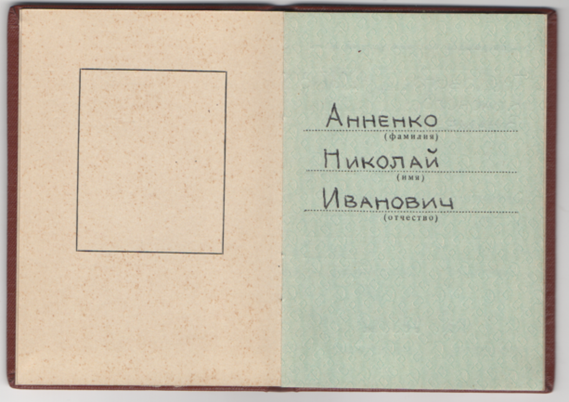 Анненко
(фамилия)
Николай
(имя)
Иванович
(отчество)